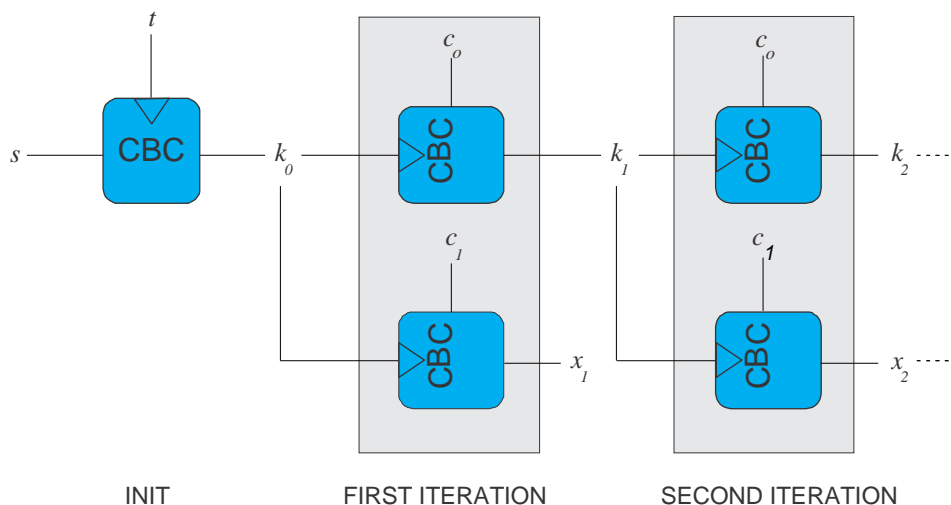 t
s
CBC
k₀
c₀
CBC
k₁
c₁
CBC
x₁
c₀
CBC
k₂
c₁
CBC
x₂
INIT
FIRST ITERATION
SECOND ITERATION